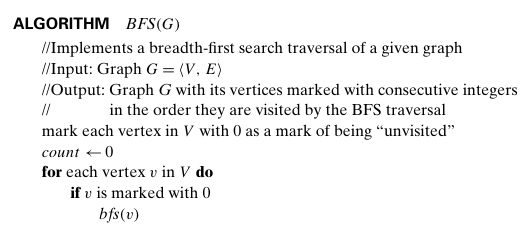 ALGORITHM BFS(G)
//Implements a breadth-first search traversal of a given graph
//Input: Graph G = ⟨V, E⟩
//Output: Graph G with its vertices marked with consecutive integers
// in the order they are visited by the BFS traversal
mark each vertex in V with 0 as a mark of being “unvisited”
count ← 0
for each vertex v in V do
if v is marked with 0
bfs(v)